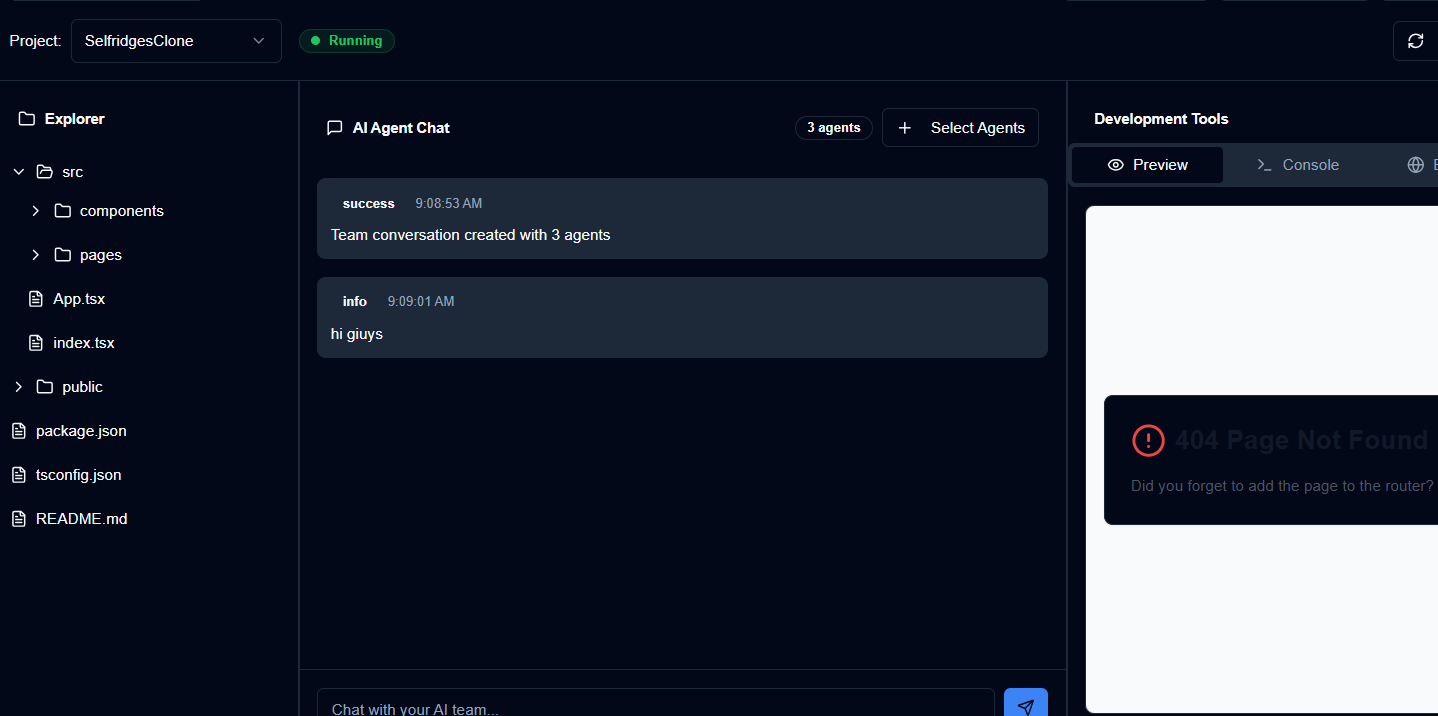 Project:
SelfridgesClone
Running
Explorer
src
components
pages
App.tsx
index.tsx
public
package.json
tsconfig.json
README.md
AI Agent Chat
3 agents
Select Agents
success 9:08:53 AM
Team conversation created with 3 agents
info 9:09:01 AM
hi giuys
Chat with your AI team...
Development Tools
Preview
Console
404 Page Not Found
Did you forget to add the page to the router?